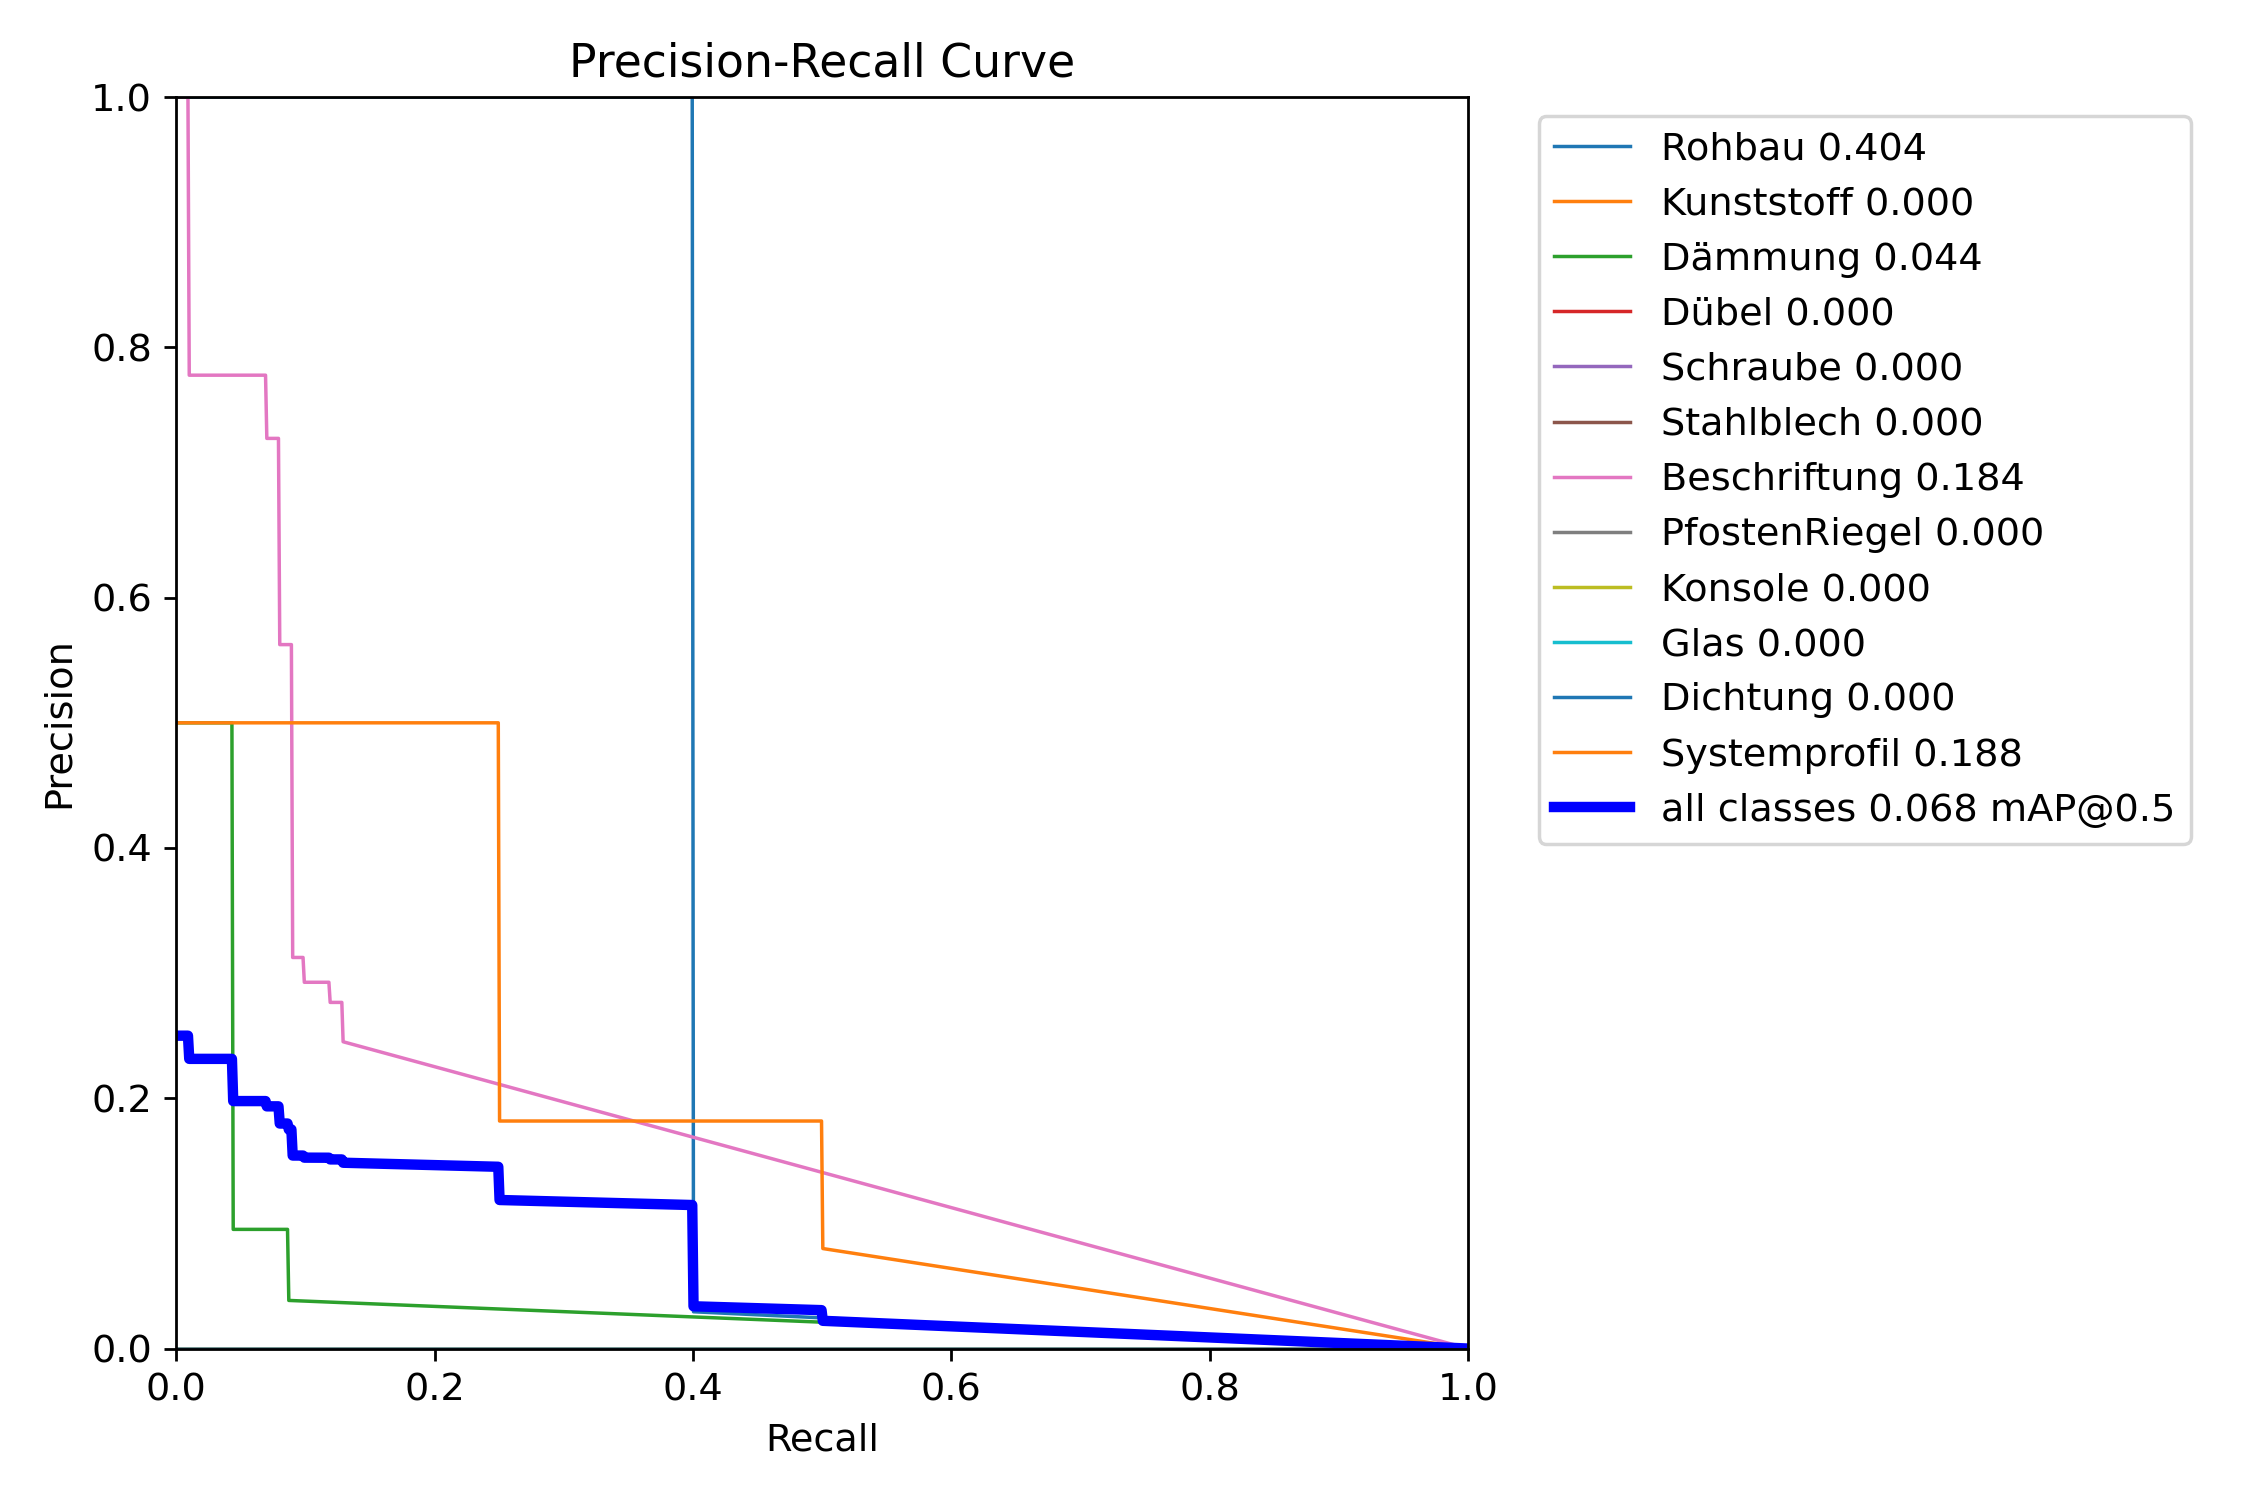 Precision-Recall Curve
1.0
0.8
0.6
0.4
0.2
0.0
Precision
0.0 0.2 0.4 0.6 0.8 1.0
Recall
Rohbau 0.404
Kunststoff 0.000
Dämmung 0.044
Dübel 0.000
Schraube 0.000
Stahlblech 0.000
Beschriftung 0.184
PfostenRiegel 0.000
Konsole 0.000
Glas 0.000
Dichtung 0.000
Systemprofil 0.188
all classes 0.068 mAP@0.5